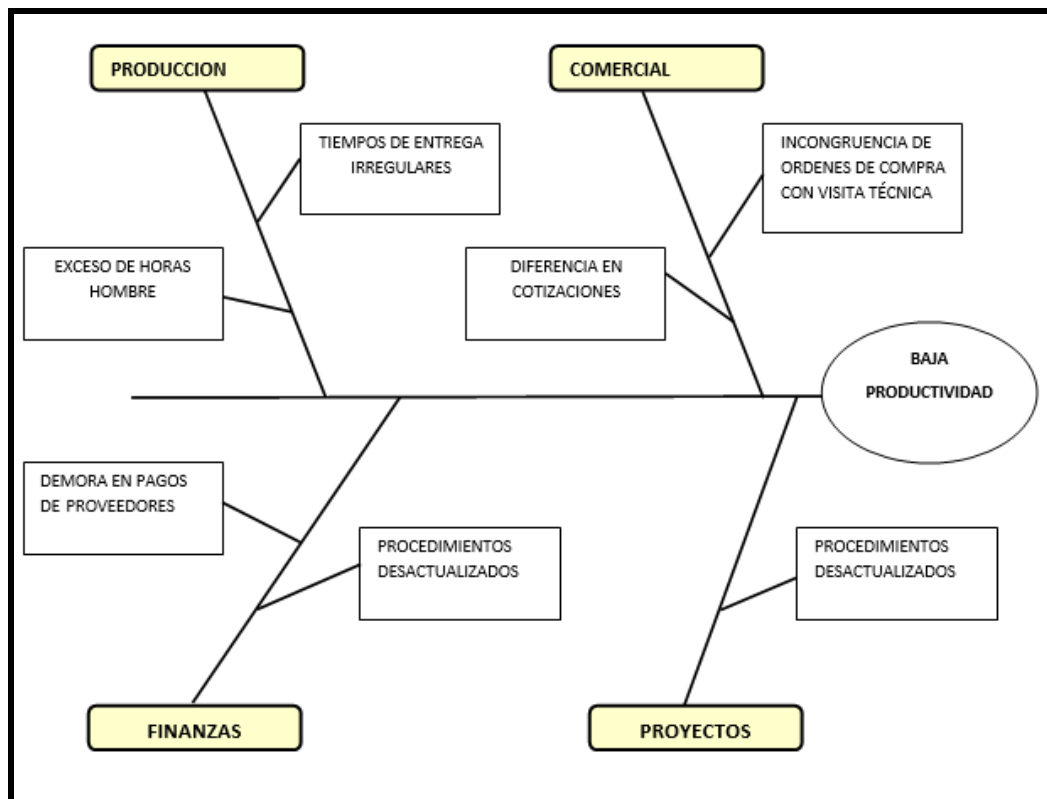 PRODUCCION
COMERCIAL
TIEMPOS DE ENTREGA
IRREGULARES
INCONGRUENCIA DE
ORDENES DE COMPRA
CON VISITA TÉCNICA
EXCESO DE HORAS
HOMBRE
DIFERENCIA EN
COTIZACIONES
BAJA
PRODUCTIVIDAD
DEMORA EN PAGOS
DE PROVEEDORES
PROCEDIMIENTOS
DESACTUALIZADOS
PROCEDIMIENTOS
DESACTUALIZADOS
FINANZAS
PROYECTOS